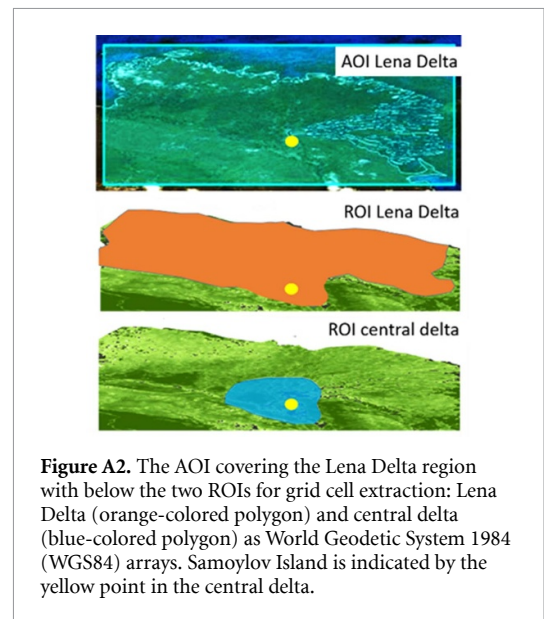 AOI Lena Delta
ROI Lena Delta
ROI central delta
Figure A2. The AOI covering the Lena Delta region
with below the two ROIs for grid cell extraction: Lena
Delta (orange-colored polygon) and central delta
(blue-colored polygon) as World Geodetic System 1984
(WGS84) arrays. Samoylov Island is indicated by the
yellow point in the central delta.